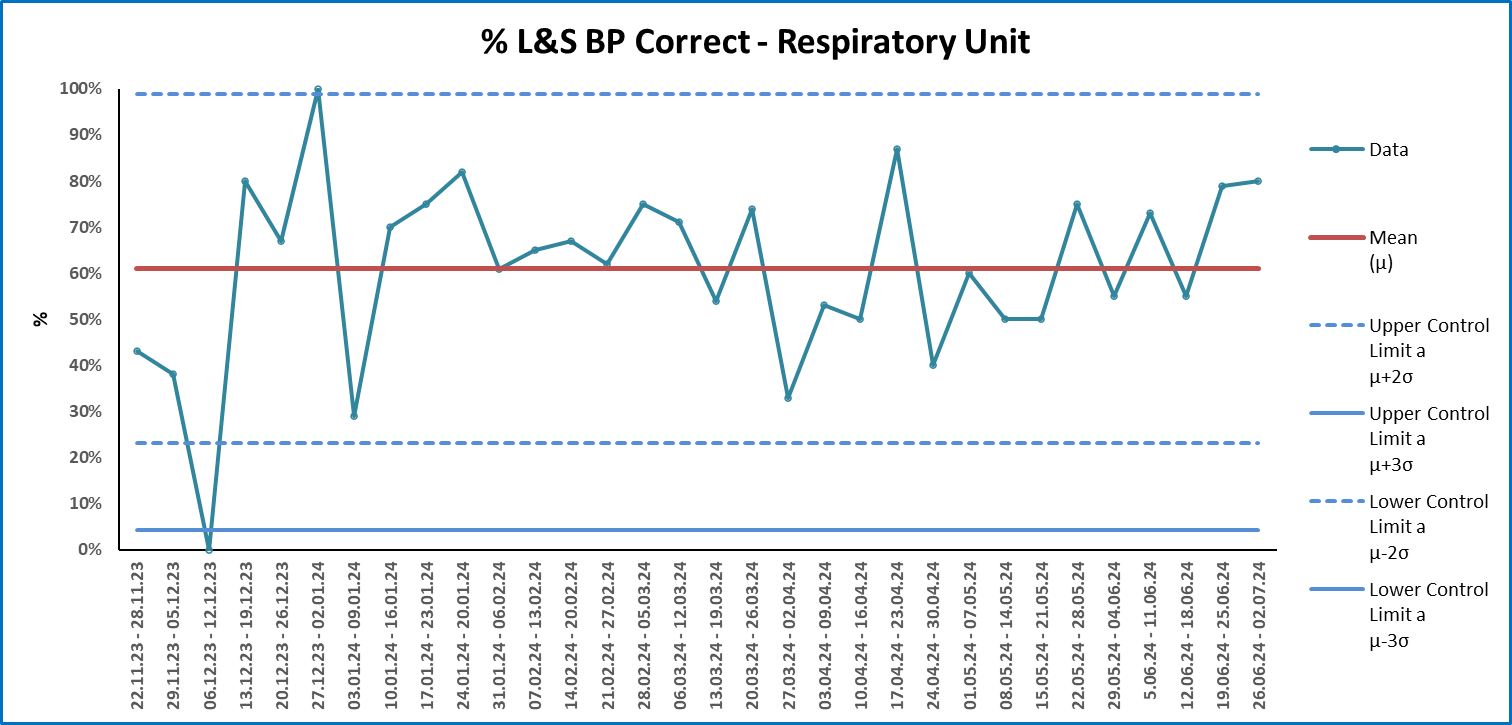 % L&S BP Correct - Respiratory Unit
100%
90%
80%
70%
60%
50%
40%
30%
20%
10%
0%
%
22.11.23 - 28.11.23
29.11.23 - 05.12.23
06.12.23 - 12.12.23
13.12.23 - 19.12.23
20.12.23 - 26.12.23
27.12.23 - 02.01.24
03.01.24 - 09.01.24
10.01.24 - 16.01.24
17.01.24 - 23.01.24
24.01.24 - 20.01.24
31.01.24 - 06.02.24
07.02.24 - 13.02.24
14.02.24 - 20.02.24
21.02.24 - 27.02.24
28.02.24 - 05.03.24
06.03.24 - 12.03.24
13.03.24 - 19.03.24
20.03.24 - 26.03.24
27.03.24 - 02.04.24
03.04.24 - 09.04.24
10.04.24 - 16.04.24
17.04.24 - 23.04.24
24.04.24 - 30.04.24
01.05.24 - 07.05.24
08.05.24 - 14.05.24
15.05.24 - 21.05.24
22.05.24 - 28.05.24
29.05.24 - 04.06.24
5.06.24 - 11.06.24
12.06.24 - 18.06.24
19.06.24 - 25.06.24
26.06.24 - 02.07.24
Data
Mean
(μ)
Upper Control
Limit a
μ+2σ
Upper Control
Limit a
μ+3σ
Lower Control
Limit a
μ-2σ
Lower Control
Limit a
μ-3σ